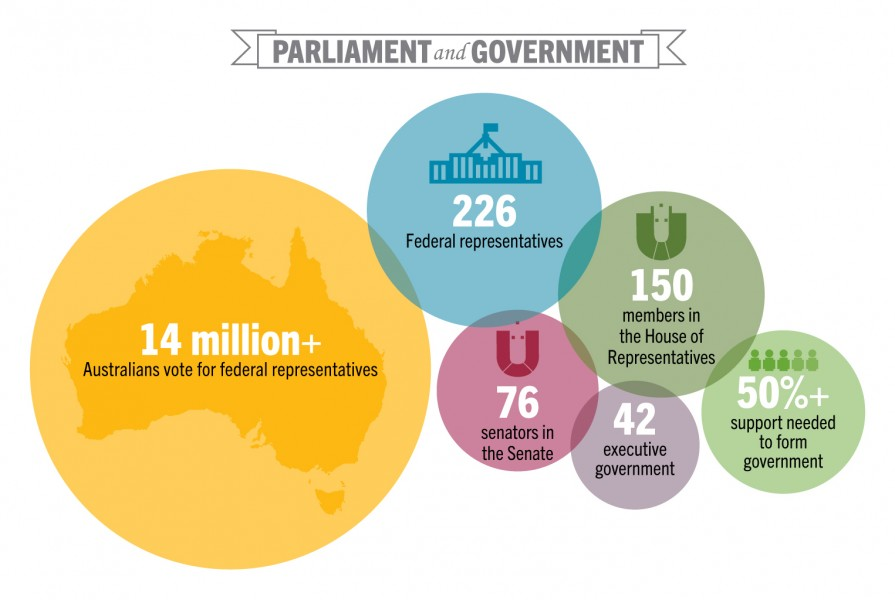 PARLIAMENT and GOVERNMENT
14 million+
Australians vote for federal representatives
226
Federal representatives
76
senators in
the Senate
150
members in
the House of
Representatives
42
executive
government
50%+
support needed
to form
government